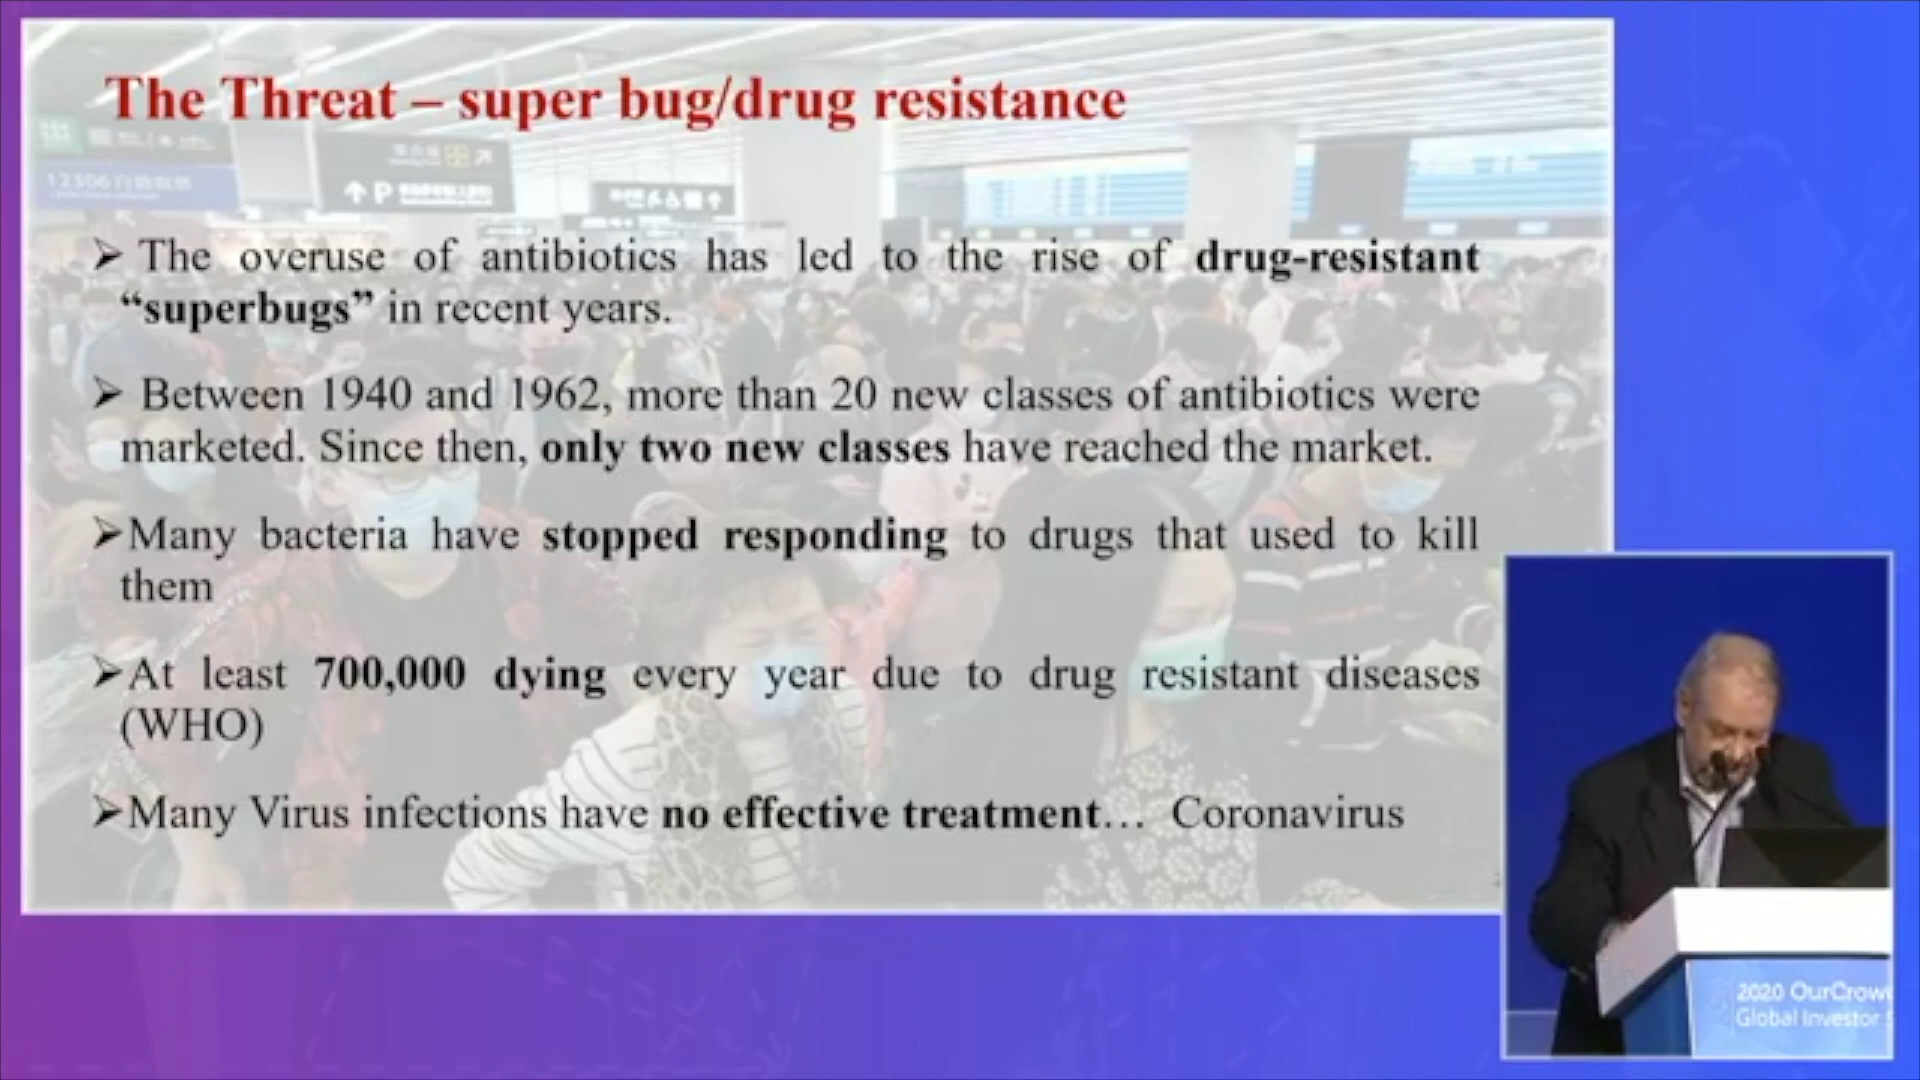 The Threat – super bug/drug resistance
12306
P
➢ The overuse of antibiotics has led to the rise of drug-resistant
“superbugs” in recent years.
➢ Between 1940 and 1962, more than 20 new classes of antibiotics were
marketed. Since then, only two new classes have reached the market.
➢Many bacteria have stopped responding to drugs that used to kill
them
➢At least 700,000 dying every year due to drug resistant diseases
(WHO)
➢Many Virus infections have no effective treatment… Coronavirus
2020 OurCrow
Global Investor S